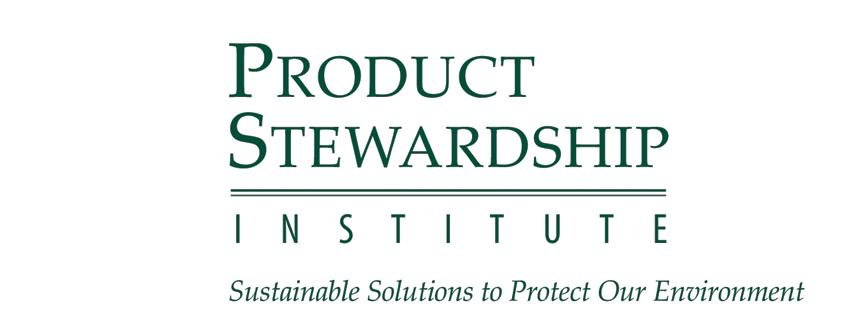 PRODUCT
STEWARDSHIP
INSTITUTE
Sustainable Solutions to Protect Our Environment